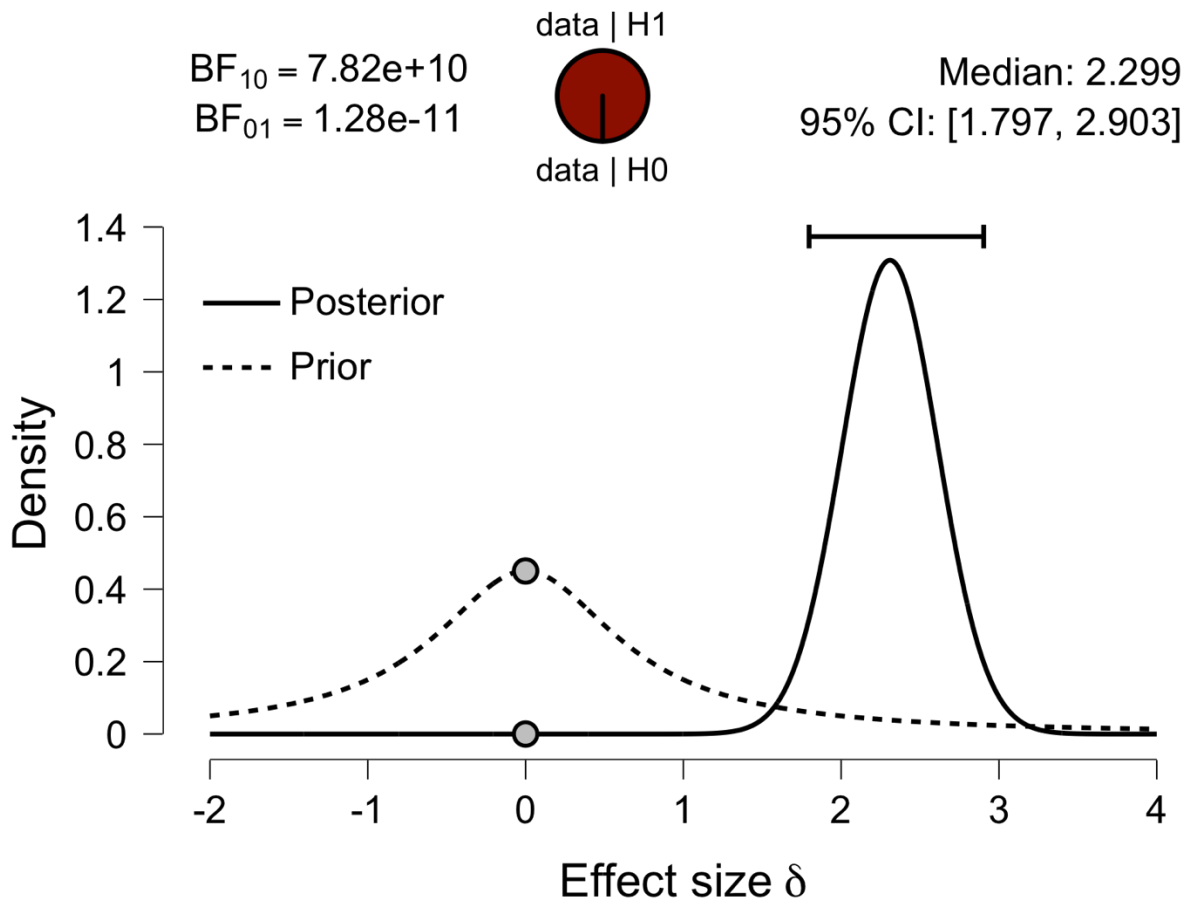 data | H1
BF10 = 7.82e+10
BF01 = 1.28e-11
Median: 2.299
95% CI: [1.797, 2.903]
data | H0
1.4
1.2
1
0.8
0.6
0.4
0.2
0
Density
Posterior
Prior
-2 -1 0 1 2 3 4
Effect size δ